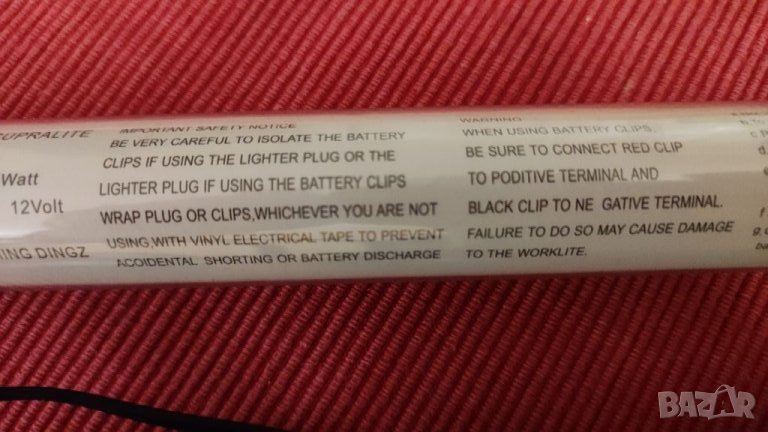 SUPRALITE
Watt
12Volt
ING DINGZ
IMPORTANT SAFETY NOTICE
BE VERY CAREFUL TO ISOLATE THE BATTERY
CLIPS IF USING THE LIGHTER PLUG OR THE
LIGHTER PLUG IF USING THE BATTERY CLIPS
WRAP PLUG OR CLIPS,WHICHEVER YOU ARE NOT
USING,WITH VINYL ELECTRICAL TAPE TO PREVENT
ACOIDENTAL SHORTING OR BATTERY DISCHARGE
WARNING:
WHEN USING BATTERY CLIPS,
BE SURE TO CONNECT RED CLIP
TO PODITIVE TERMINAL AND
BLACK CLIP TO NE GATIVE TERMINAL.
FAILURE TO DO SO MAY CAUSE DAMAGE
TO THE WORKLITE.
b.To
c.P
d.
f
g.c
ba
BAZAR